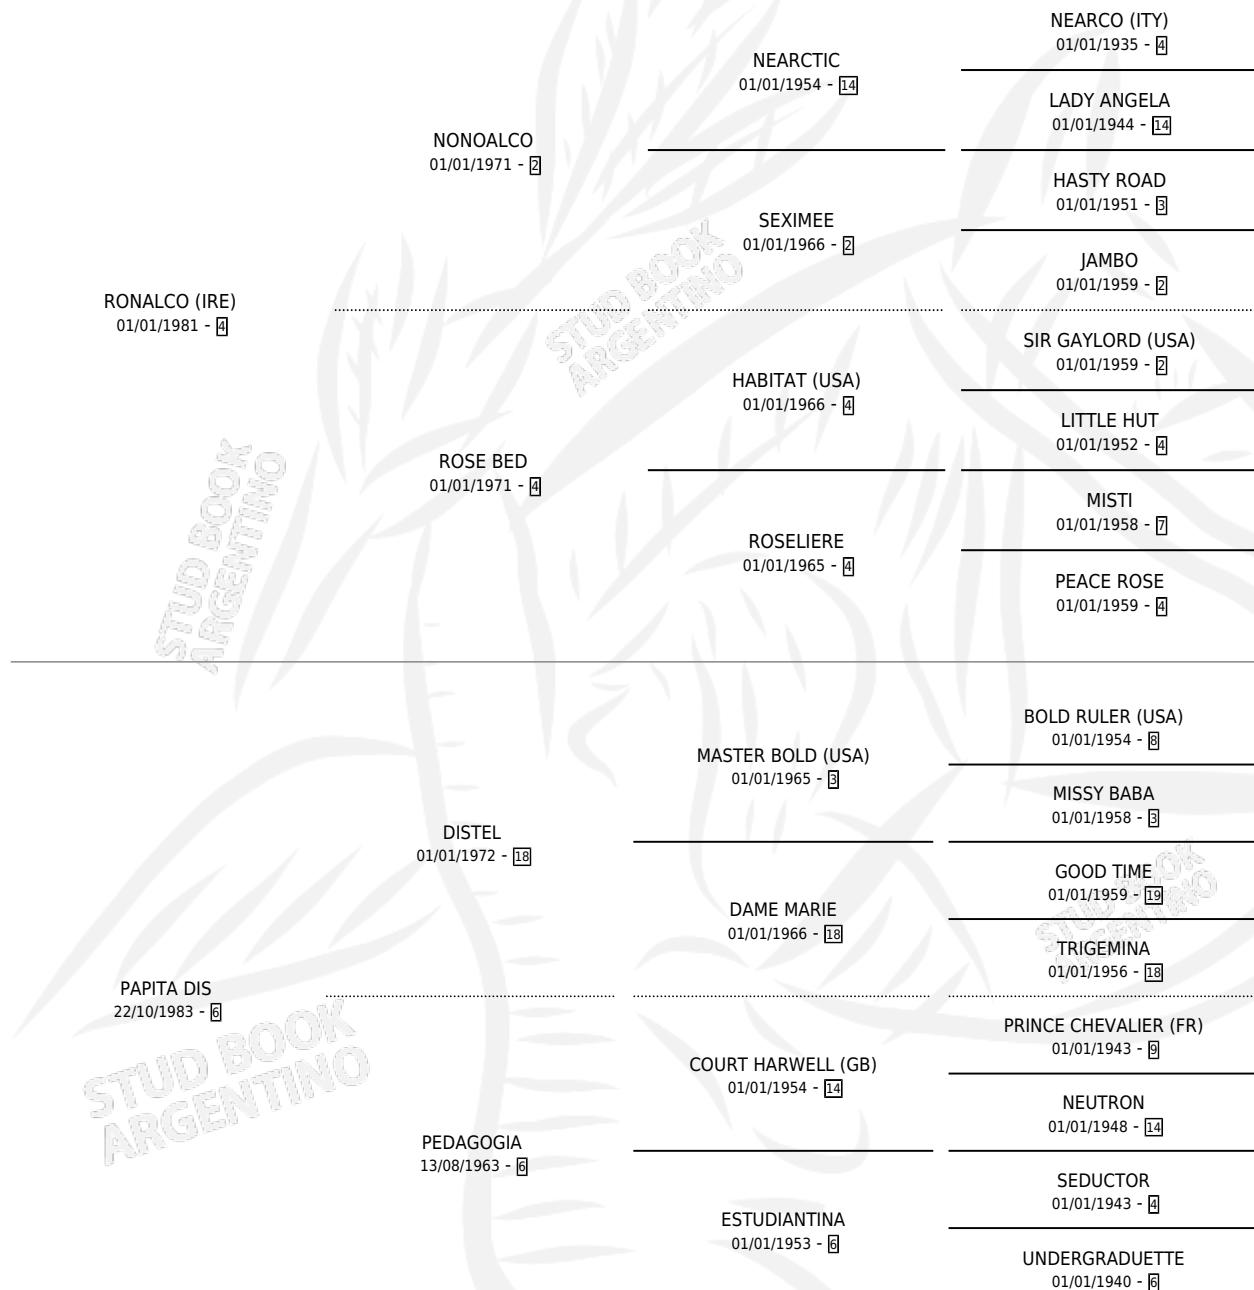 NEARCO (ITY)
01/01/1935 - 4
NEARCTIC
01/01/1954 - 14
LADY ANGELA
01/01/1944 - 14
NONOALCO
01/01/1971 - 2
HASTY ROAD
01/01/1951 - 3
SEXIMEE
01/01/1966 - 2
JAMBO
01/01/1959 - 2
RONALCO (IRE)
01/01/1981 - 4
SIR GAYLORD (USA)
01/01/1959 - 2
HABITAT (USA)
01/01/1966 - 4
LITTLE HUT
01/01/1952 - 4
ROSE BED
01/01/1971 - 4
MISTI
01/01/1958 - 7
ROSELIERE
01/01/1965 - 4
PEACE ROSE
01/01/1959 - 4
BOLD RULER (USA)
01/01/1954 - 8
MASTER BOLD (USA)
01/01/1965 - 3
MISSY BABA
01/01/1958 - 3
DISTEL
01/01/1972 - 18
GOOD TIME
01/01/1959 - 19
DAME MARIE
01/01/1966 - 18
TRIGEMINA
01/01/1956 - 18
PAPITA DIS
22/10/1983 - 6
PRINCE CHEVALIER (FR)
01/01/1943 - 9
COURT HARWELL (GB)
01/01/1954 - 14
NEUTRON
01/01/1948 - 14
PEDAGOGIA
13/08/1963 - 6
SEDUCTOR
01/01/1943 - 4
ESTUDIANTINA
01/01/1953 - 6
UNDERGRADUETTE
01/01/1940 - 6
STUD BOOK
ARGENTINO
STUD BOOK
ARGENTINO
STUD BOOK
ARGENTINO
STUD BOOK
ARGENTINO